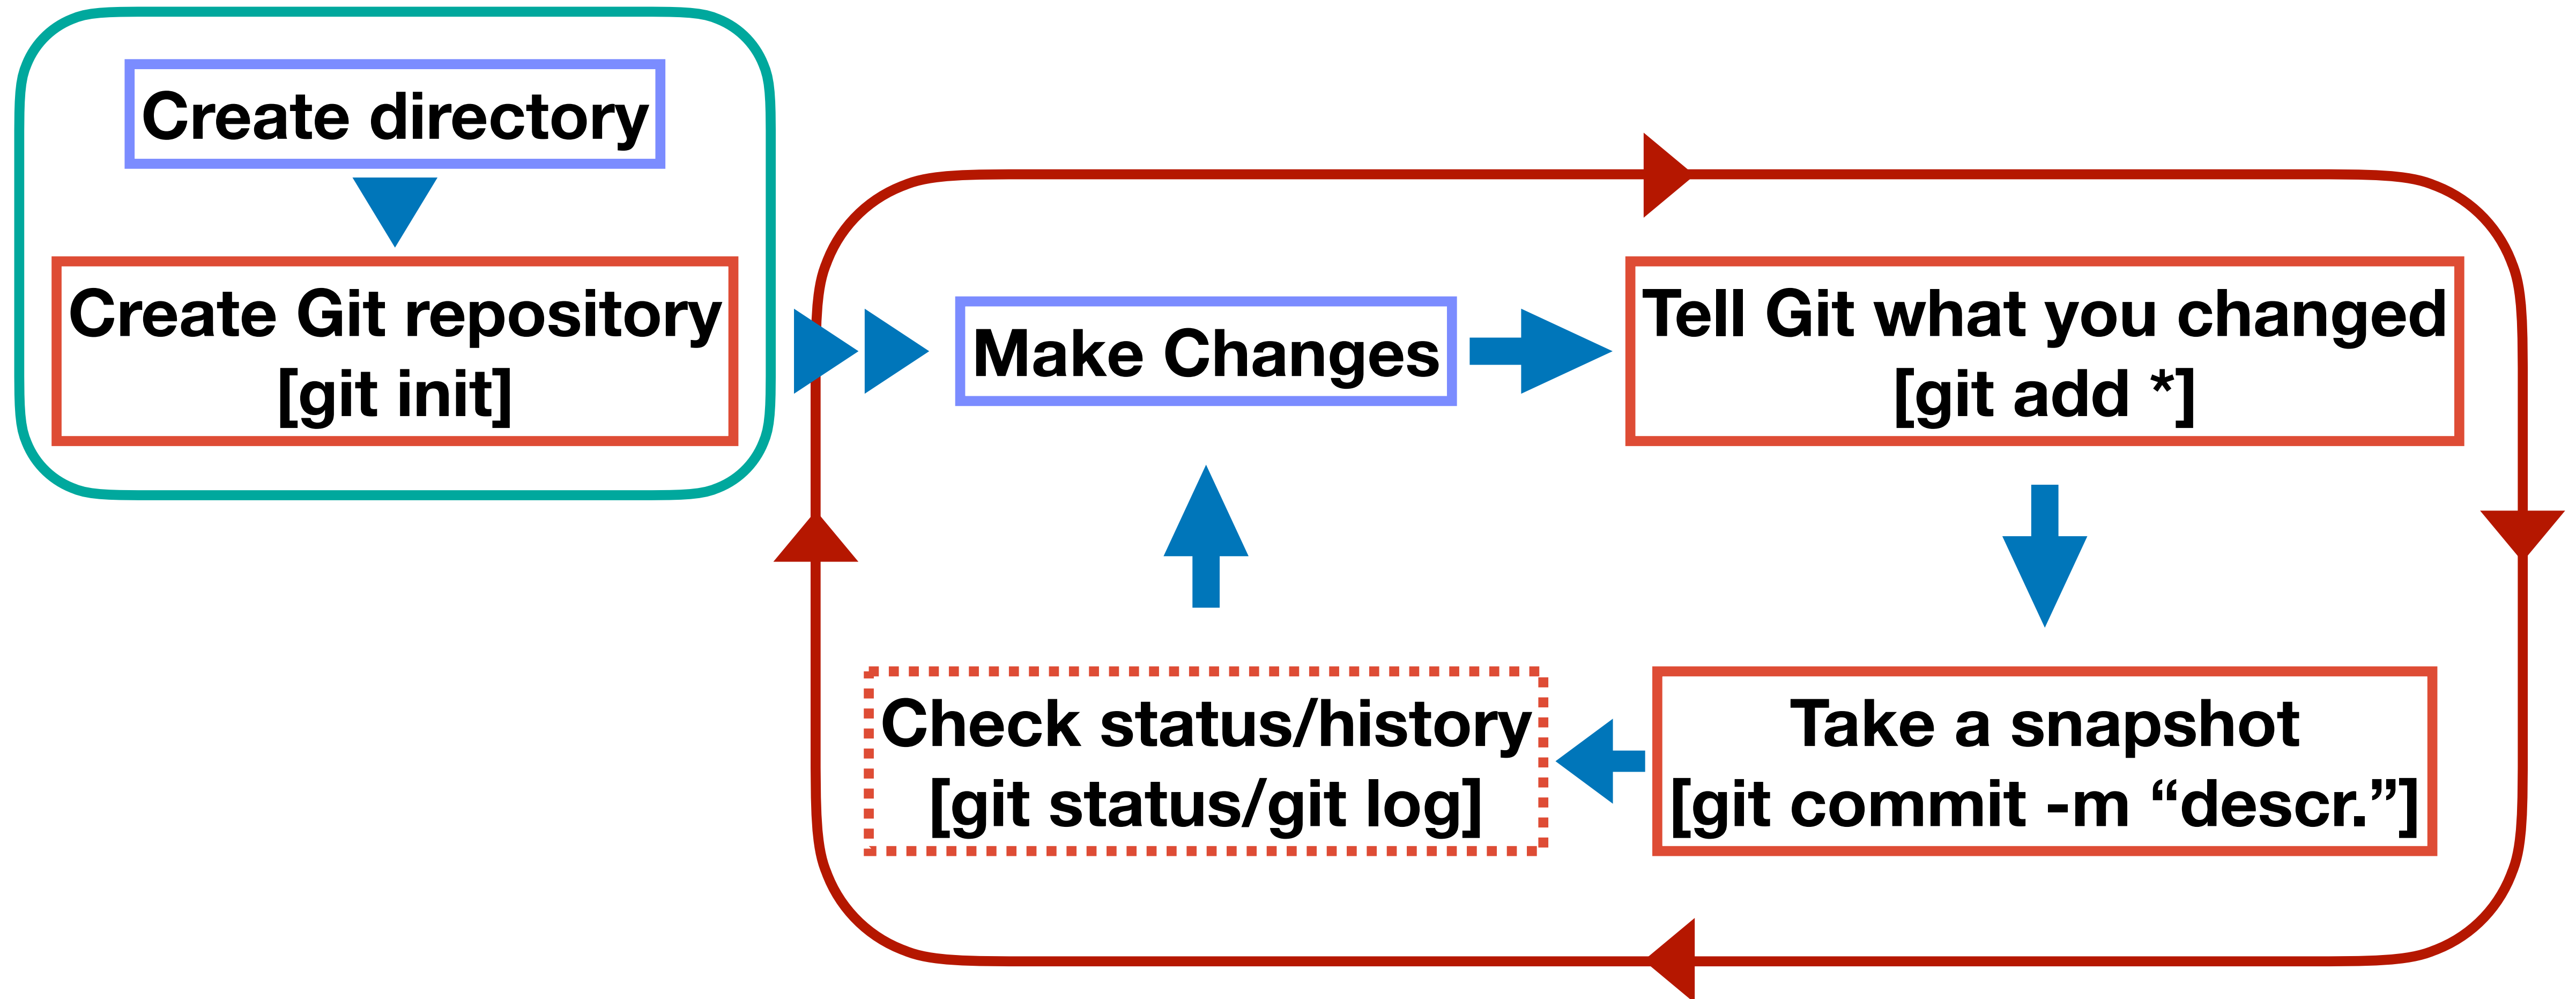 Create directory
Create Git repository
[git init]
Make Changes
Tell Git what you changed
[git add *]
Take a snapshot
[git commit -m “descr.”]
Check status/history
[git status/git log]